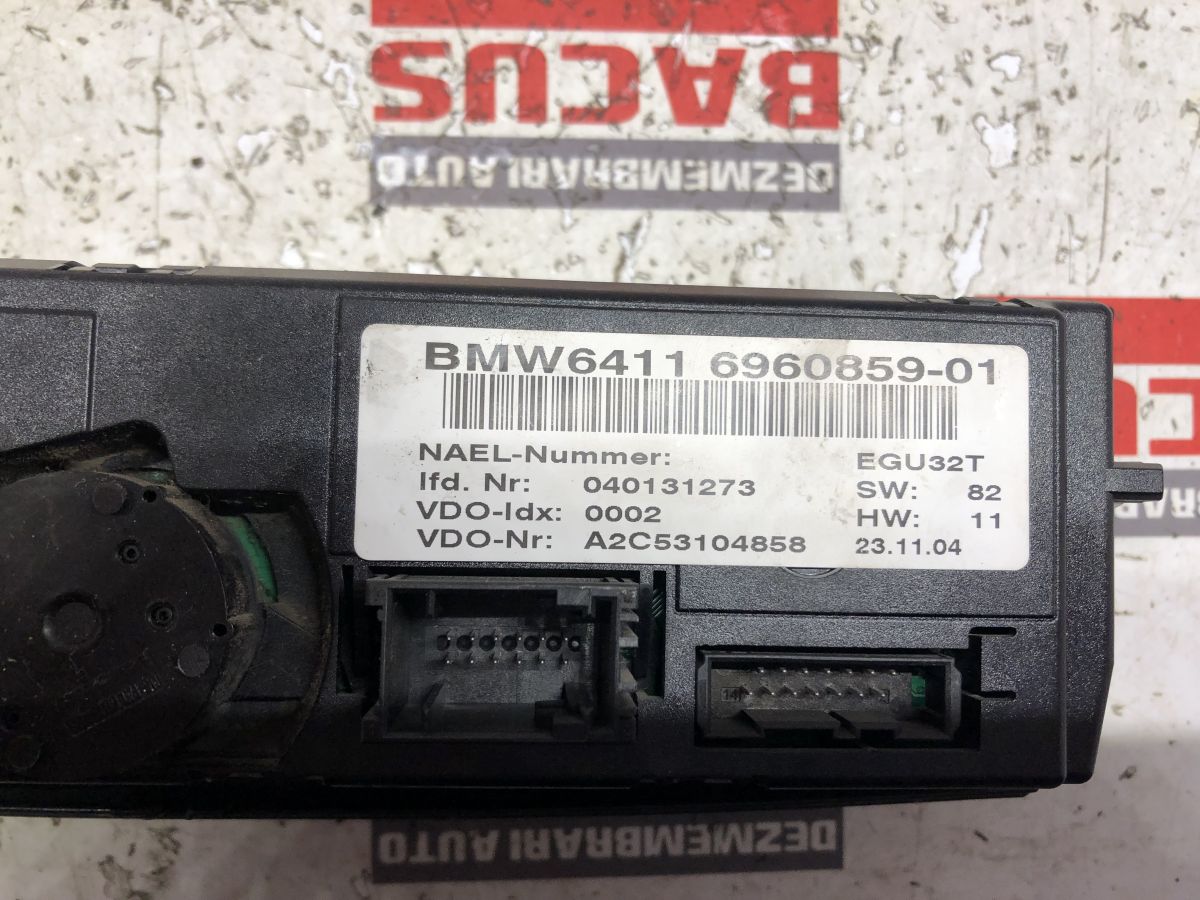 BACUS
DEZMEMBRARI AUTO
BMW6411 6960859-01
NAEL-Nummer: EGU32T
lfd. Nr: 040131273 SW: 82
VDO-Idx: 0002 HW: 11
VDO-Nr: A2C53104858 23.11.04
14
DEZMEMBRARI AUTO